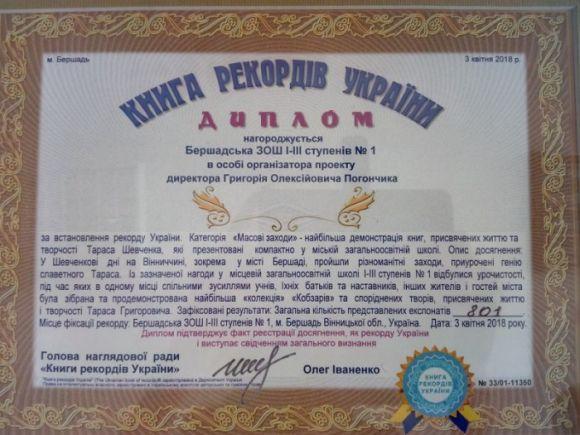 м. Бершадь
3 квітня 2018 р.
КНИГА РЕКОРДІВ УКРАЇНИ
ДИПЛОМ
нагороджується
Бершадська ЗОШ І-ІІІ ступенів № 1
в особі організатора проекту
директора Григорія Олексійовича Погончика
за встановлення рекорду України. Категорія «Масові заходи» - найбільша демонстрація книг, присвячених життю та
творчості Тараса Шевченка, які презентовані компактно у міській загальноосвітній школі. Опис досягнення:
У Шевченкові дні на Вінниччині, зокрема у місті Бершаді, пройшли різноманітні заходи, приурочені генію
славетного Тараса. Із зазначеної нагоди у місцевій загальноосвітній школі І-ІІІ ступенів № 1 відбулися урочистості,
під час яких в одному місці спільними зусиллями учнів, їхніх батьків та наставників, інших жителів і гостей міста
була зібрана та продемонстрована найбільша «колекція» «Кобзарів» та споріднених творів, присвячених життю
і творчості Тараса Григоровича. Зафіксовані результати: Загальна кількість представлених експонатів 801
Місце фіксації рекорду: Бершадська ЗОШ І-ІІІ ступенів № 1, м. Бершадь Вінницької обл., Україна. Дата: 3 квітня 2018 року.
Диплом підтверджує факт реєстрації досягнення, як рекорду України
і виступає свідченням загального визнання
Голова наглядової ради
«Книги рекордів України»
Олег Іваненко
КНИГА
РЕКОРДІВ
УКРАЇНИ
№ 33/01-11350